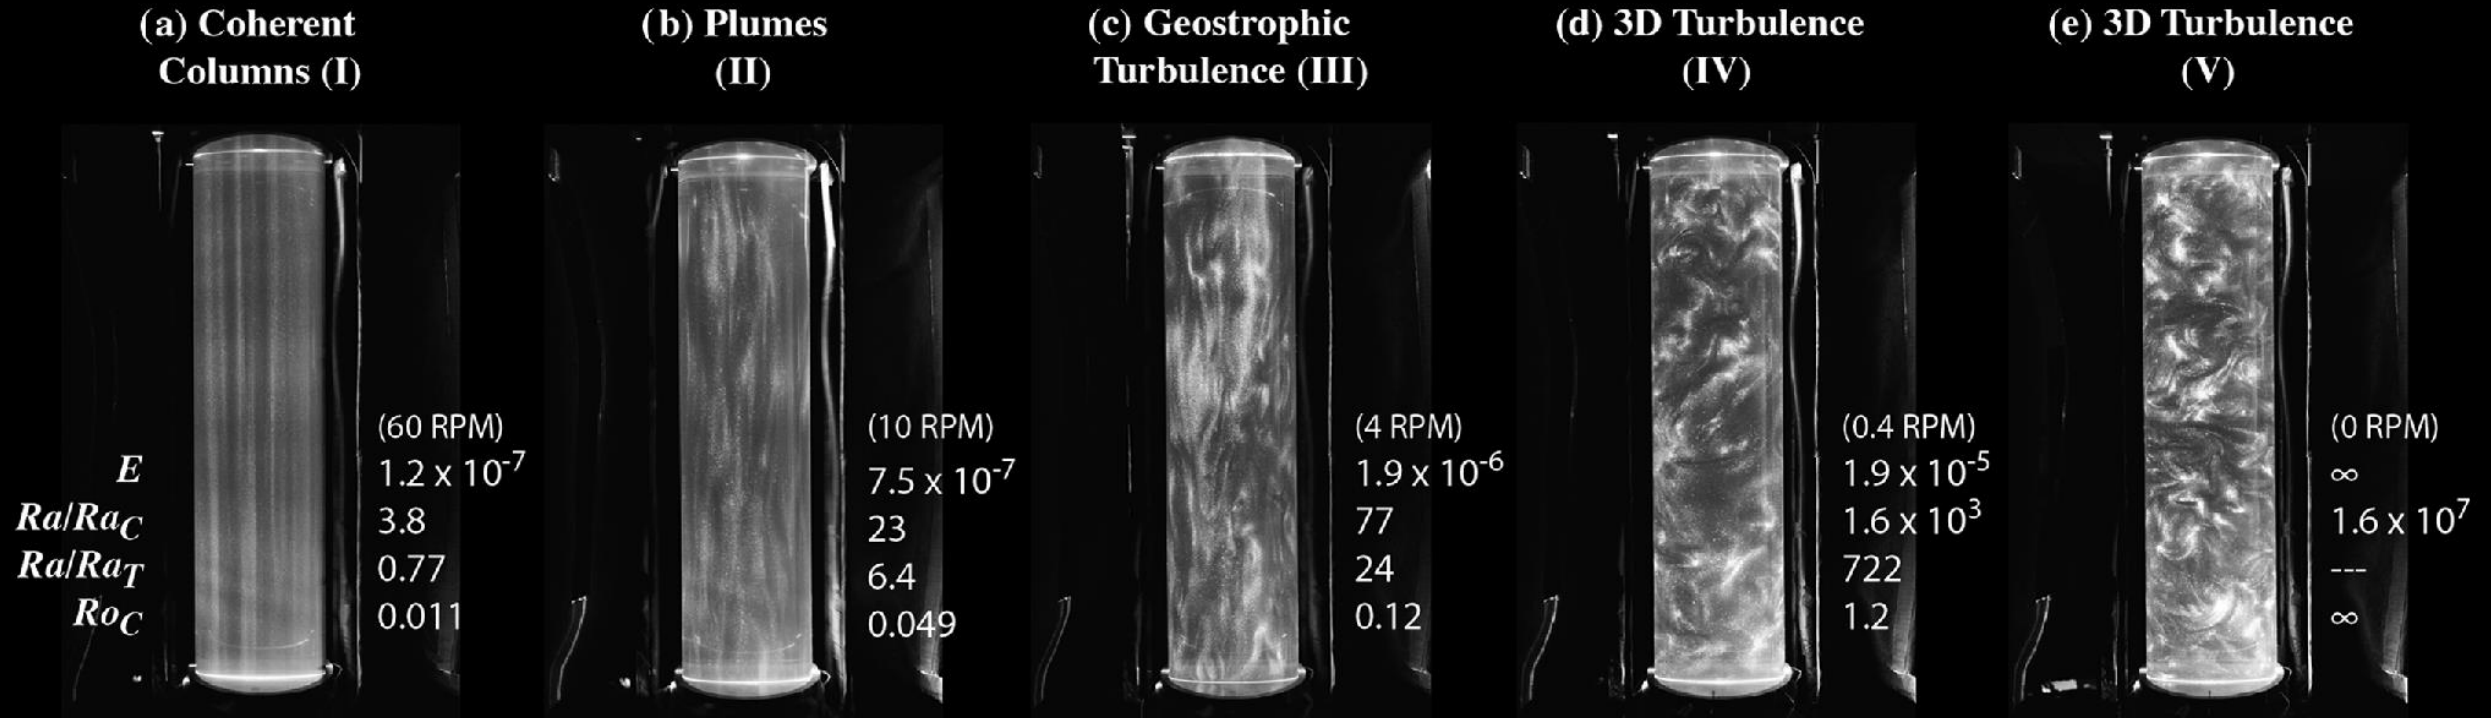 (a) Coherent
Columns (I)
(b) Plumes
(II)
(c) Geostrophic
Turbulence (III)
(d) 3D Turbulence
(IV)
(e) 3D Turbulence
(V)
E
Ra/RaC
Ra/RaT
RoC
(60 RPM)
1.2 x 10^-7
3.8
0.77
0.011
(10 RPM)
7.5 x 10^-7
23
6.4
0.049
(4 RPM)
1.9 x 10^-6
77
24
0.12
(0.4 RPM)
1.9 x 10^-5
1.6 x 10^3
722
1.2
(0 RPM)
∞
1.6 x 10^7
---
∞